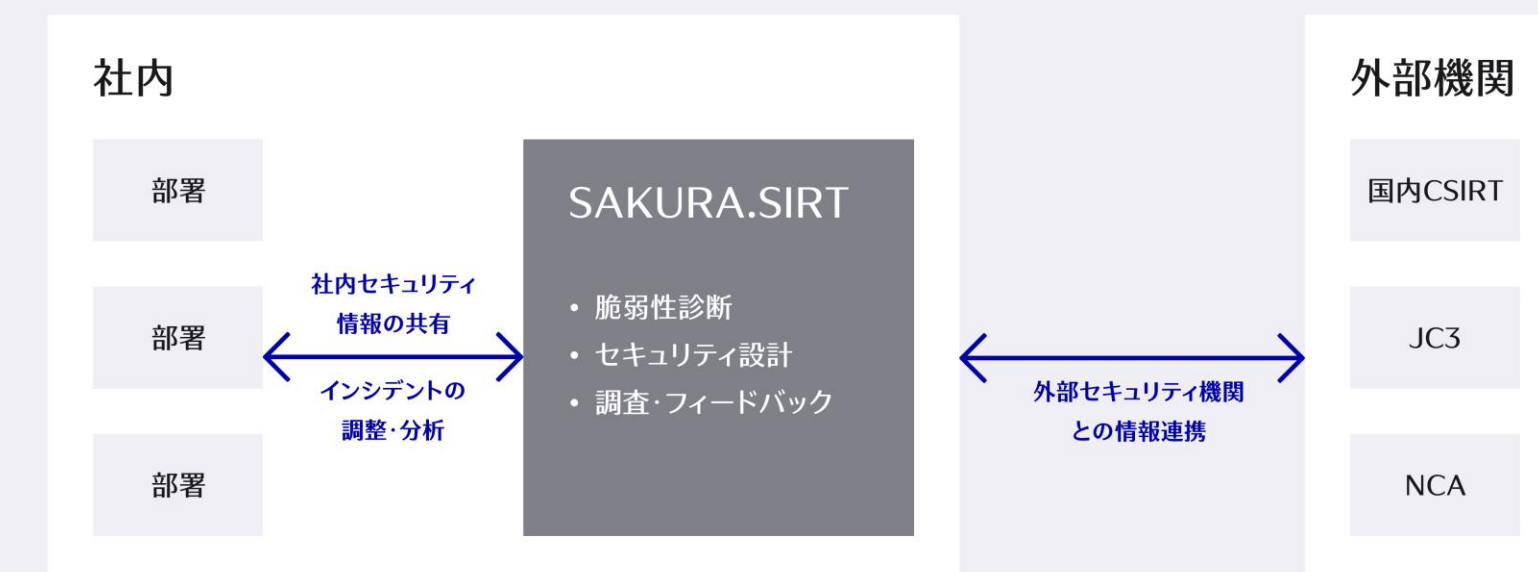 社内
部署
部署
部署
社内セキュリティ
情報の共有
インシデントの
調整・分析
SAKURA.SIRT
• 脆弱性診断
• セキュリティ設計
• 調査・フィードバック
外部セキュリティ機関
との情報連携
外部機関
国内CSIRT
JC3
NCA